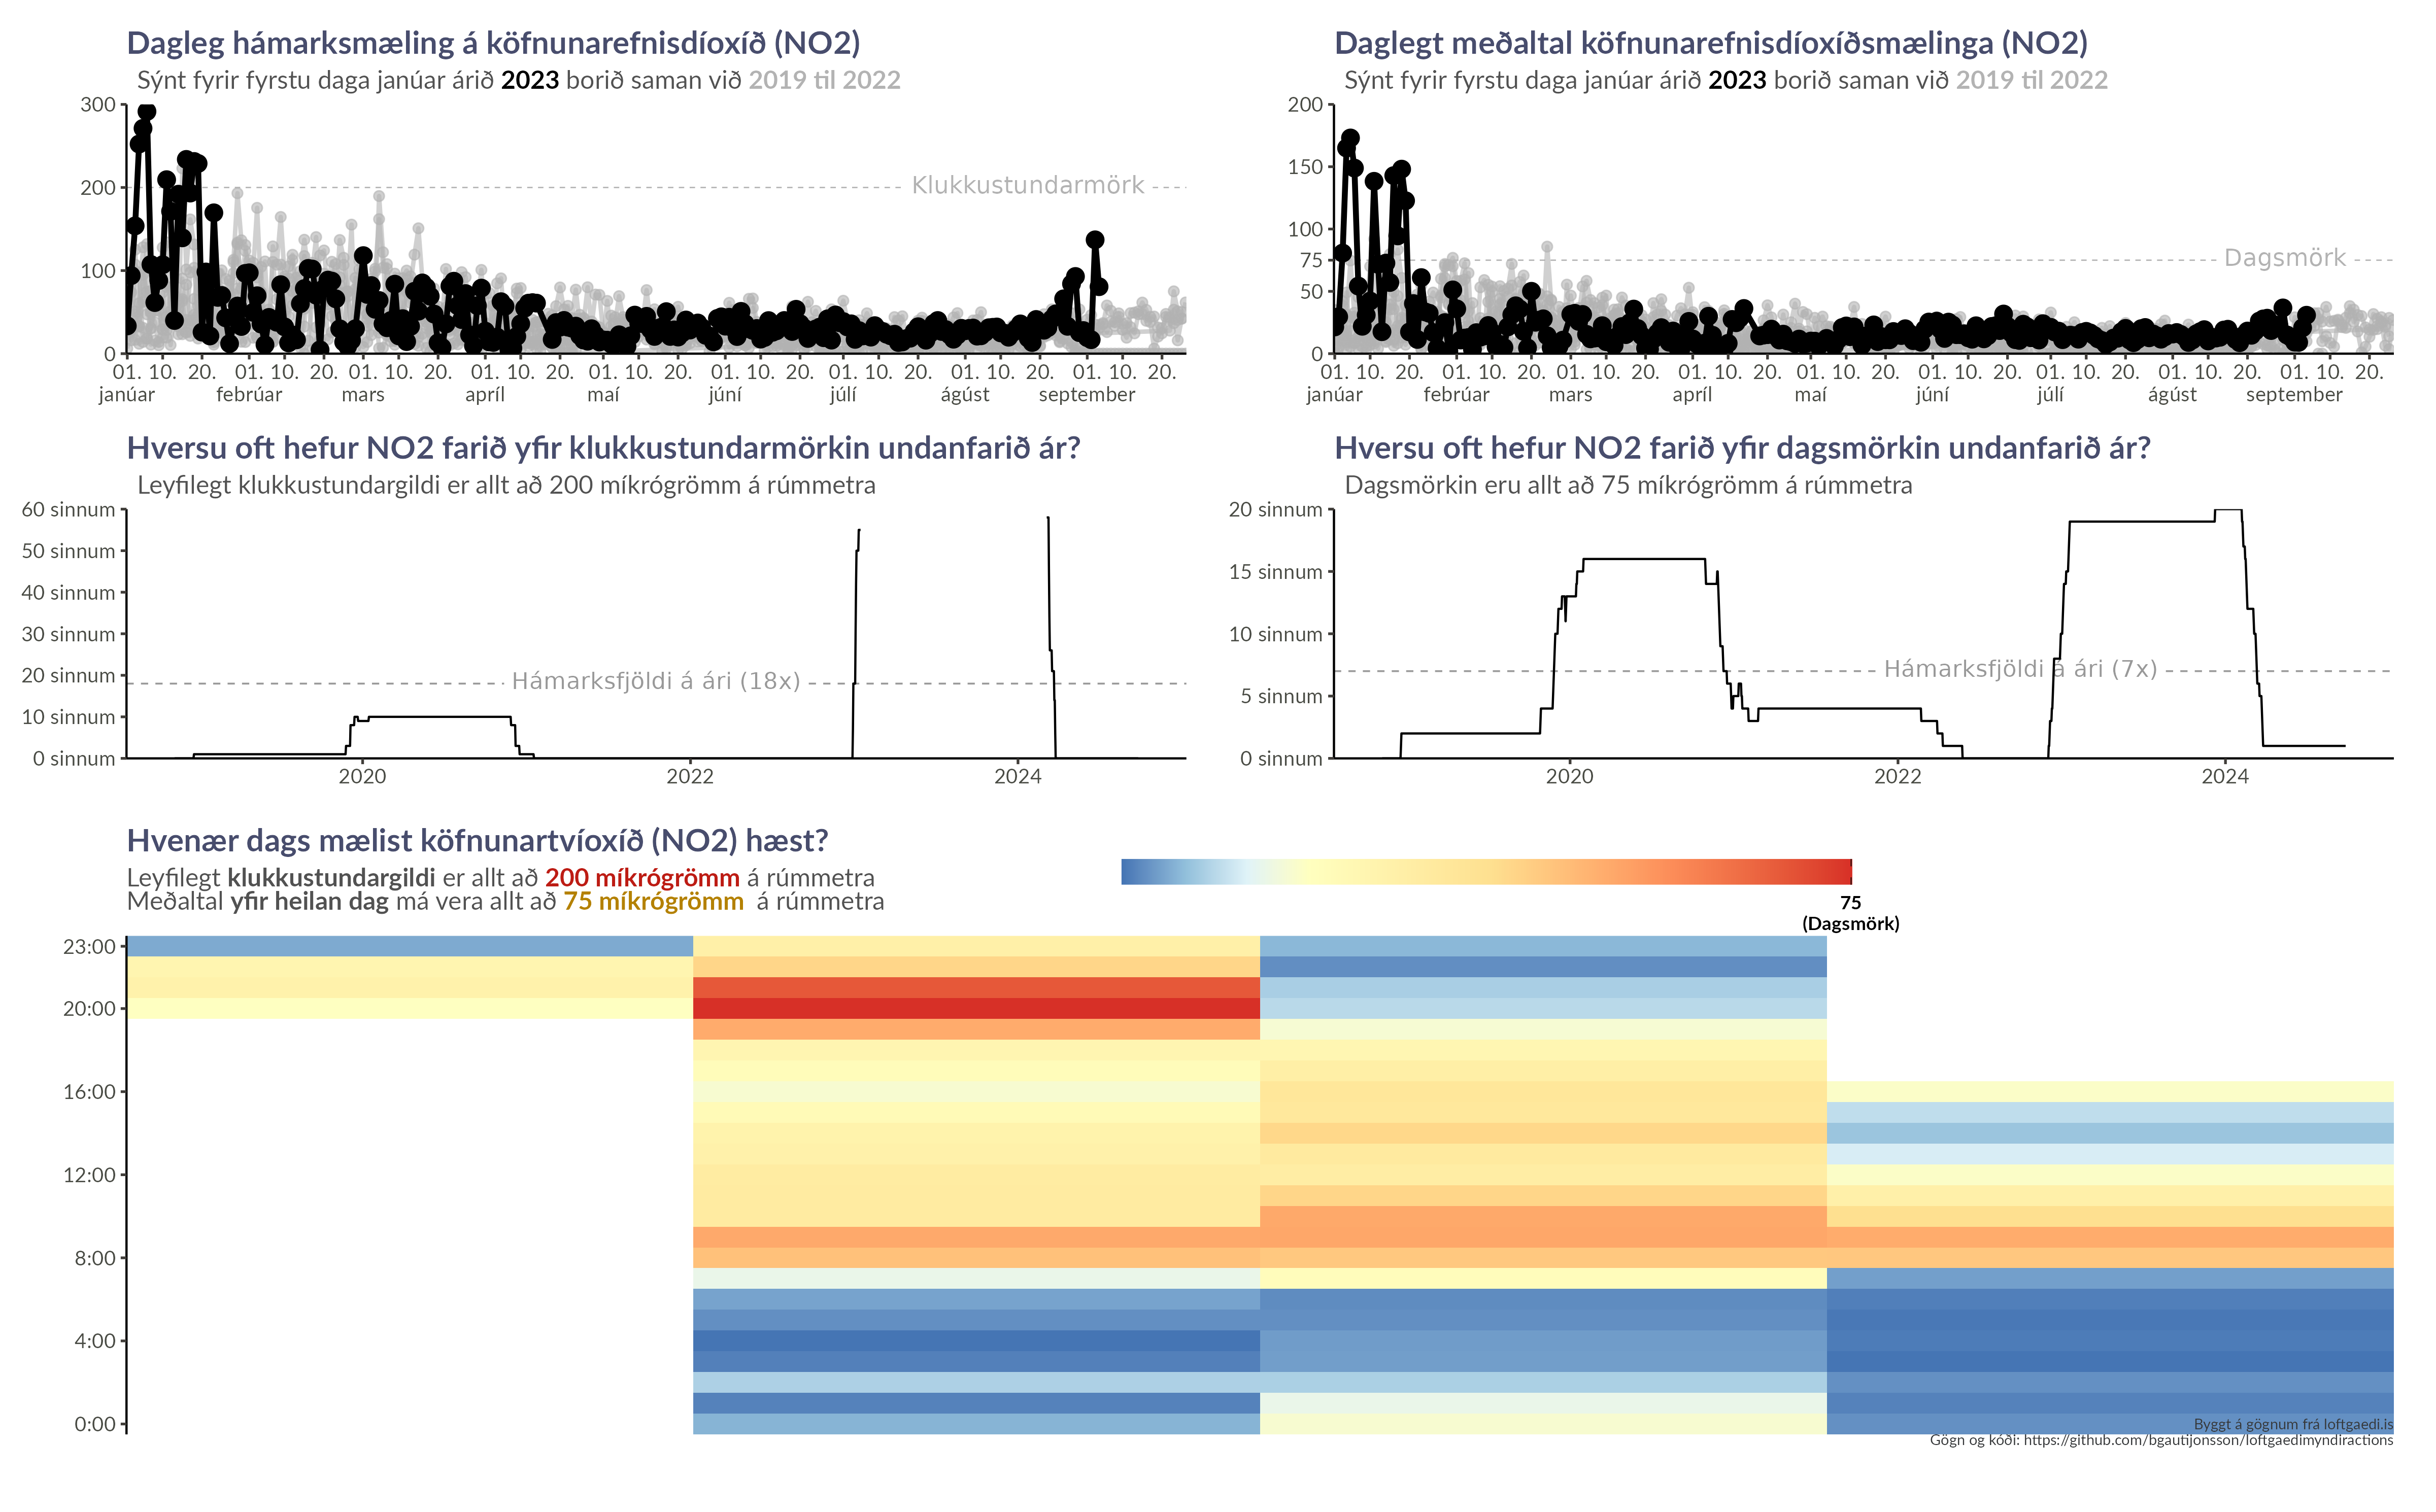 Dagleg hámarksmæling á köfnunarefnisdíoxíð (NO2)
Sýnt fyrir fyrstu daga janúar árið 2023 borið saman við 2019 til 2022
300
200
100
0
Klukkustundarmörk
01. 10. 20. 01. 10. 20. 01. 10. 20. 01. 10. 20. 01. 10. 20. 01. 10. 20. 01. 10. 20. 01. 10. 20. 01. 10. 20.
janúar febrúar mars apríl maí júní júlí ágúst september
Daglegt meðaltal köfnunarefnisdíoxíðsmælinga (NO2)
Sýnt fyrir fyrstu daga janúar árið 2023 borið saman við 2019 til 2022
200
150
100
75
50
0
Dagsmörk
01. 10. 20. 01. 10. 20. 01. 10. 20. 01. 10. 20. 01. 10. 20. 01. 10. 20. 01. 10. 20. 01. 10. 20. 01. 10. 20.
janúar febrúar mars apríl maí júní júlí ágúst september
Hversu oft hefur NO2 farið yfir klukkustundarmörkin undanfarið ár?
Leyfilegt klukkustundargildi er allt að 200 míkrógrömm á rúmmetra
60 sinnum
50 sinnum
40 sinnum
30 sinnum
20 sinnum
10 sinnum
0 sinnum
Hámarksfjöldi á ári (18x)
2020 2022 2024
Hversu oft hefur NO2 farið yfir dagsmörkin undanfarið ár?
Dagsmörkin eru allt að 75 míkrógrömm á rúmmetra
20 sinnum
15 sinnum
10 sinnum
5 sinnum
0 sinnum
Hámarksfjöldi á ári (7x)
2020 2022 2024
Hvenær dags mælist köfnunartvíoxíð (NO2) hæst?
Leyfilegt klukkustundargildi er allt að 200 míkrógrömm á rúmmetra
Meðaltal yfir heilan dag má vera allt að 75 míkrógrömm á rúmmetra
75
(Dagsmörk)
23:00
20:00
16:00
12:00
8:00
4:00
0:00
Byggt á gögnum frá loftgaedi.is
Gögn og kóði: https://github.com/bgautijonsson/loftgaedimyndiractions